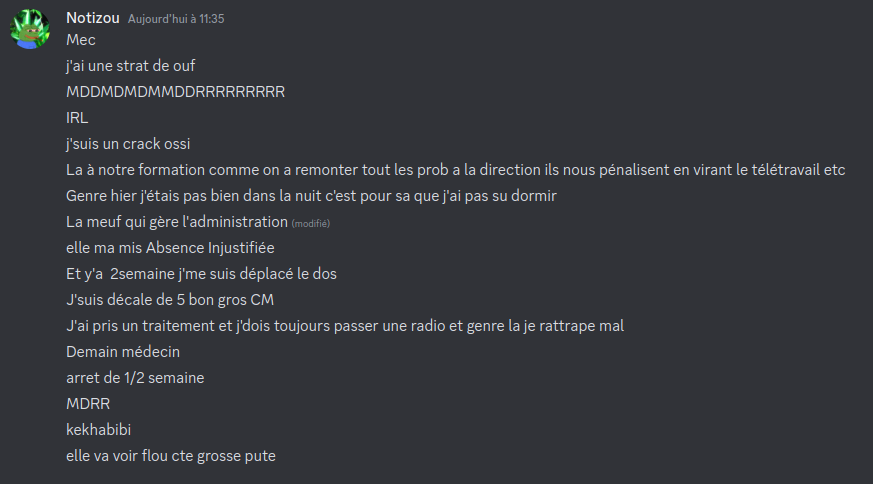 Notizou Aujourd'hui à 11:35
Mec
j'ai une strat de ouf
MDDMDMDMMDDRRRRRRRRR
IRL
j'suis un crack ossi
La à notre formation comme on a remonter tout les prob a la direction ils nous pénalisent en virant le télétravail etc
Genre hier j'étais pas bien dans la nuit c'est pour sa que j'ai pas su dormir
La meuf qui gère l'administration (modifié)
elle ma mis Absence Injustifiée
Et y'a 2semaine j'me suis déplacé le dos
J'suis décale de 5 bon gros CM
J'ai pris un traitement et j'dois toujours passer une radio et genre la je rattrape mal
Demain médecin
arret de 1/2 semaine
MDRR
kekhabibi
elle va voir flou cte grosse pute